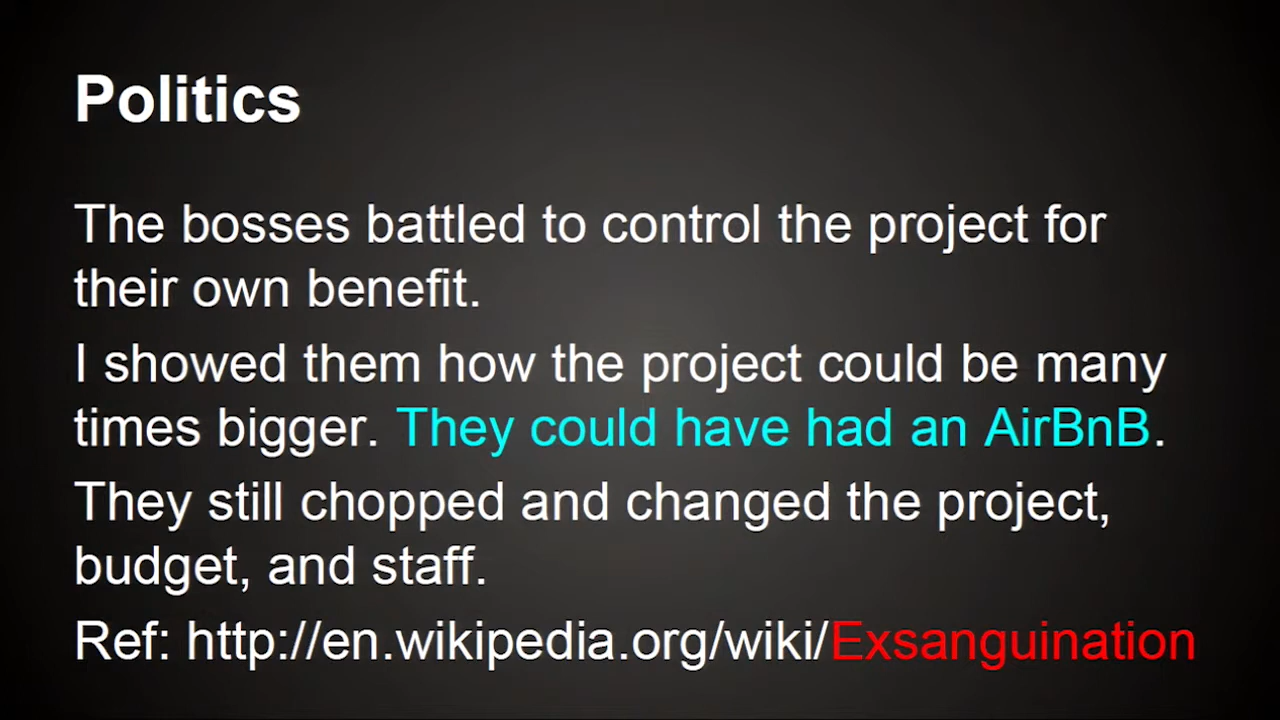 Politics
The bosses battled to control the project for
their own benefit.
I showed them how the project could be many
times bigger. They could have had an AirBnB.
They still chopped and changed the project,
budget, and staff.
Ref: http://en.wikipedia.org/wiki/Exsanguination